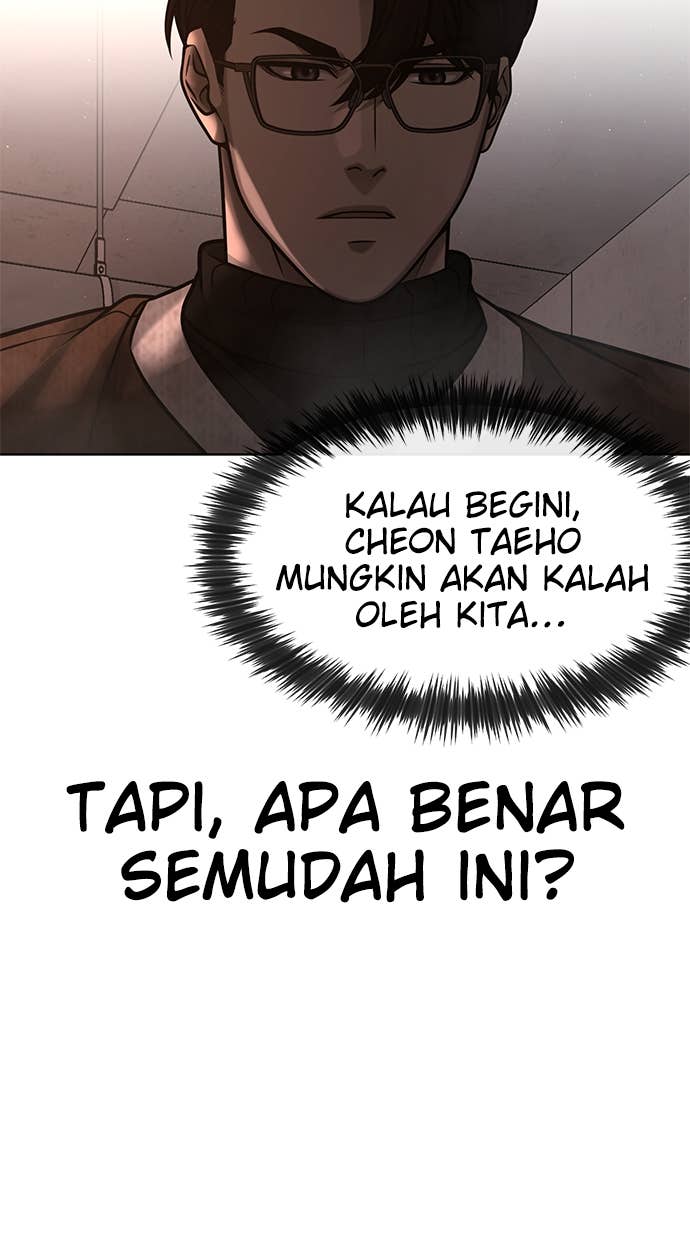 KALAU BEGINI,
CHEON TAEHO
MUNGKIN AKAN KALAH
OLEH KITA...
TAPI, APA BENAR
SEMUDAH INI?